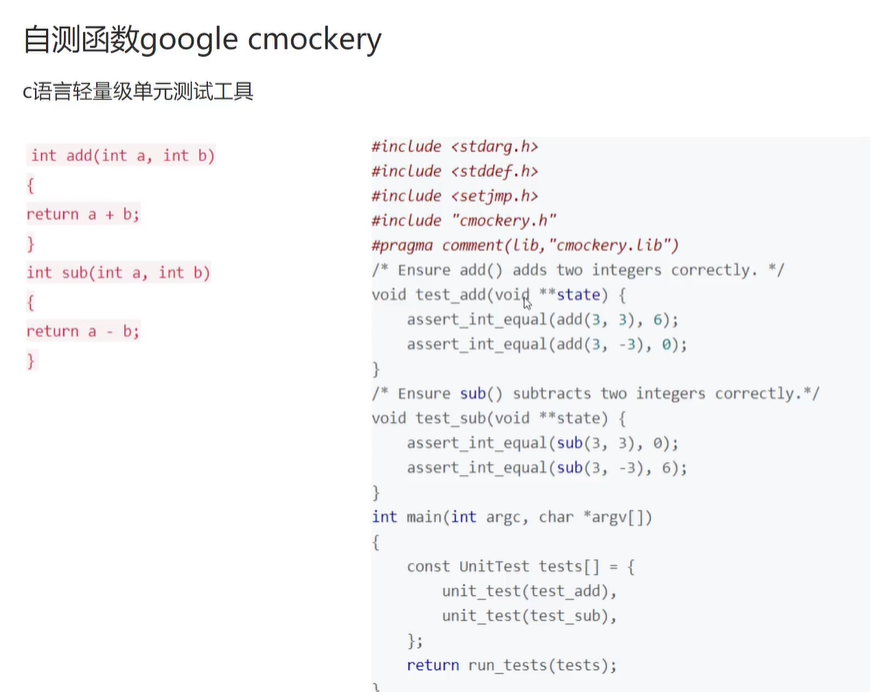 自测函数google cmockery
c语言轻量级单元测试工具
int add(int a, int b)
{
return a + b;
}
int sub(int a, int b)
{
return a - b;
}
#include <stdarg.h>
#include <stddef.h>
#include <setjmp.h>
#include "cmockery.h"
#pragma comment(lib,"cmockery.lib")
/* Ensure add() adds two integers correctly. */
void test_add(void **state) {
    assert_int_equal(add(3, 3), 6);
    assert_int_equal(add(3, -3), 0);
}
/* Ensure sub() subtracts two integers correctly.*/
void test_sub(void **state) {
    assert_int_equal(sub(3, 3), 0);
    assert_int_equal(sub(3, -3), 6);
}
int main(int argc, char *argv[])
{
    const UnitTest tests[] = {
        unit_test(test_add),
        unit_test(test_sub),
    };
    return run_tests(tests);
}